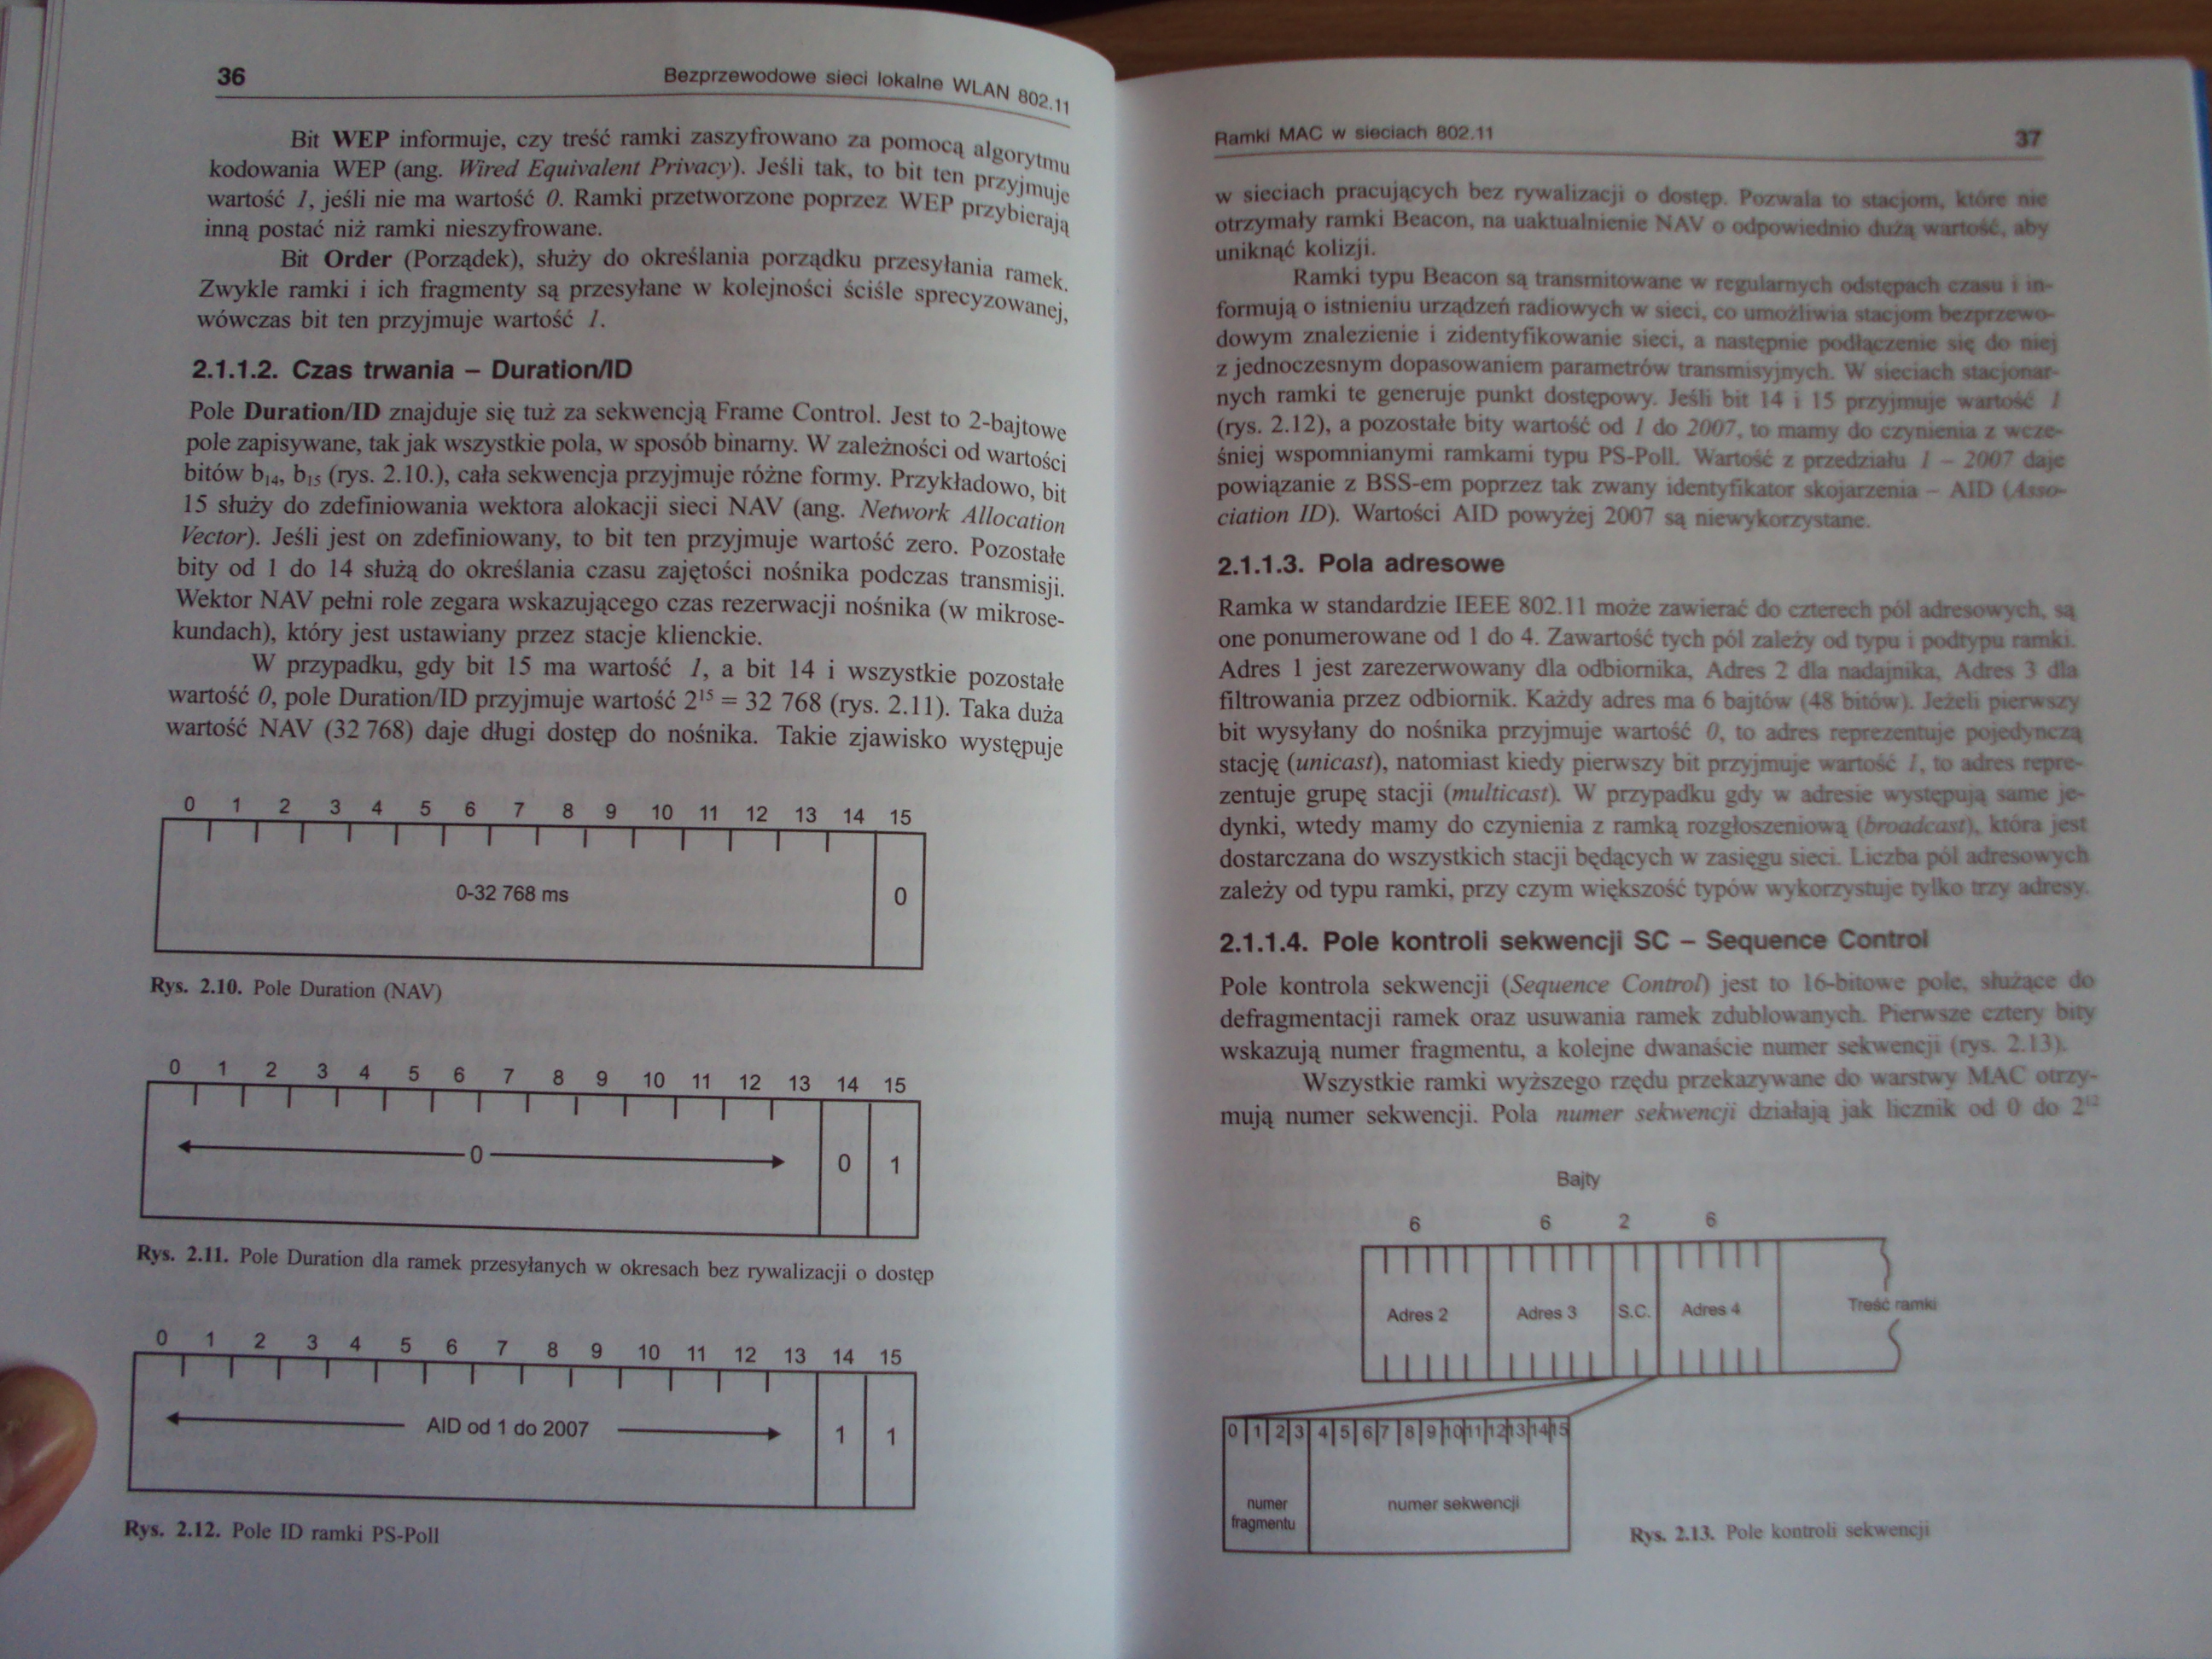 36
Bezprzewodowe sieci lokalne WLAN 802.11
Bit WEP informuje, czy treść ramki zaszyfrowano za pomocą algorytmu
kodowania WEP (ang. Wired Equivalent Privacy). Jeśli tak, to bit ten przyjmuje
wartość 1, jeśli nie ma wartość 0. Ramki przetworzone poprzez WEP przybierają
inną postać niż ramki nieszyfrowane.
Bit Order (Porządek), służy do określania porządku przesyłania ramek.
Zwykle ramki i ich fragmenty są przesyłane w kolejności ściśle sprecyzowanej,
wówczas bit ten przyjmuje wartość 1.
2.1.1.2. Czas trwania – Duration/ID
Pole Duration/ID znajduje się tuż za sekwencją Frame Control. Jest to 2-bajtowe
pole zapisywane, tak jak wszystkie pola, w sposób binarny. W zależności od wartości
bitów b14, b15 (rys. 2.10.), cała sekwencja przyjmuje różne formy. Przykładowo, bit
15 służy do zdefiniowania wektora alokacji sieci NAV (ang. Network Allocation
Vector). Jeśli jest on zdefiniowany, to bit ten przyjmuje wartość zero. Pozostałe
bity od 1 do 14 służą do określania czasu zajętości nośnika podczas transmisji.
Wektor NAV pełni role zegara wskazującego czas rezerwacji nośnika (w mikrose-
kundach), który jest ustawiany przez stacje klienckie.
W przypadku, gdy bit 15 ma wartość 1, a bit 14 i wszystkie pozostałe
wartość 0, pole Duration/ID przyjmuje wartość 2¹⁵ = 32 768 (rys. 2.11). Taka duża
wartość NAV (32 768) daje długi dostęp do nośnika. Takie zjawisko występuje
0 1 2 3 4 5 6 7 8 9 10 11 12 13 14 15
0-32 768 ms 0
Rys. 2.10. Pole Duration (NAV)
0 1 2 3 4 5 6 7 8 9 10 11 12 13 14 15
0 0 1
Rys. 2.11. Pole Duration dla ramek przesyłanych w okresach bez rywalizacji o dostęp
0 1 2 3 4 5 6 7 8 9 10 11 12 13 14 15
AID od 1 do 2007 1 1
Rys. 2.12. Pole ID ramki PS-Poll
Ramki MAC w sieciach 802.11
37
w sieciach pracujących bez rywalizacji o dostęp. Pozwala to stacjom, które nie
otrzymały ramki Beacon, na uaktualnienie NAV o odpowiednio dużą wartość, aby
uniknąć kolizji.
Ramki typu Beacon są transmitowane w regularnych odstępach czasu i in-
formują o istnieniu urządzeń radiowych w sieci, co umożliwia stacjom bezprzewo-
dowym znalezienie i zidentyfikowanie sieci, a następnie podłączenie się do niej
z jednoczesnym dopasowaniem parametrów transmisyjnych. W sieciach stacjonar-
nych ramki te generuje punkt dostępowy. Jeśli bit 14 i 15 przyjmuje wartość 1
(rys. 2.12), a pozostałe bity wartość od 1 do 2007, to mamy do czynienia z wcze-
śniej wspomnianymi ramkami typu PS-Poll. Wartość z przedziału 1 – 2007 daje
powiązanie z BSS-em poprzez tak zwany identyfikator skojarzenia – AID (Asso-
ciation ID). Wartości AID powyżej 2007 są niewykorzystane.
2.1.1.3. Pola adresowe
Ramka w standardzie IEEE 802.11 może zawierać do czterech pól adresowych, są
one ponumerowane od 1 do 4. Zawartość tych pól zależy od typu i podtypu ramki.
Adres 1 jest zarezerwowany dla odbiornika, Adres 2 dla nadajnika, Adres 3 dla
filtrowania przez odbiornik. Każdy adres ma 6 bajtów (48 bitów). Jeżeli pierwszy
bit wysyłany do nośnika przyjmuje wartość 0, to adres reprezentuje pojedynczą
stację (unicast), natomiast kiedy pierwszy bit przyjmuje wartość 1, to adres repre-
zentuje grupę stacji (multicast). W przypadku gdy w adresie występują same je-
dynki, wtedy mamy do czynienia z ramką rozgłoszeniową (broadcast), która jest
dostarczana do wszystkich stacji będących w zasięgu sieci. Liczba pól adresowych
zależy od typu ramki, przy czym większość typów wykorzystuje tylko trzy adresy.
2.1.1.4. Pole kontroli sekwencji SC – Sequence Control
Pole kontrola sekwencji (Sequence Control) jest to 16-bitowe pole, służące do
defragmentacji ramek oraz usuwania ramek zdublowanych. Pierwsze cztery bity
wskazują numer fragmentu, a kolejne dwanaście numer sekwencji (rys. 2.13).
Wszystkie ramki wyższego rzędu przekazywane do warstwy MAC otrzy-
mują numer sekwencji. Pola numer sekwencji działają jak licznik od 0 do 2¹²
Bajty
6 6 2 6
Adres 2 Adres 3 S.C. Adres 4 Treść ramki
0 1 2 3 4 5 6 7 8 9 10 11 12 13 14 15
numer
fragmentu
numer sekwencji
Rys. 2.13. Pole kontroli sekwencji